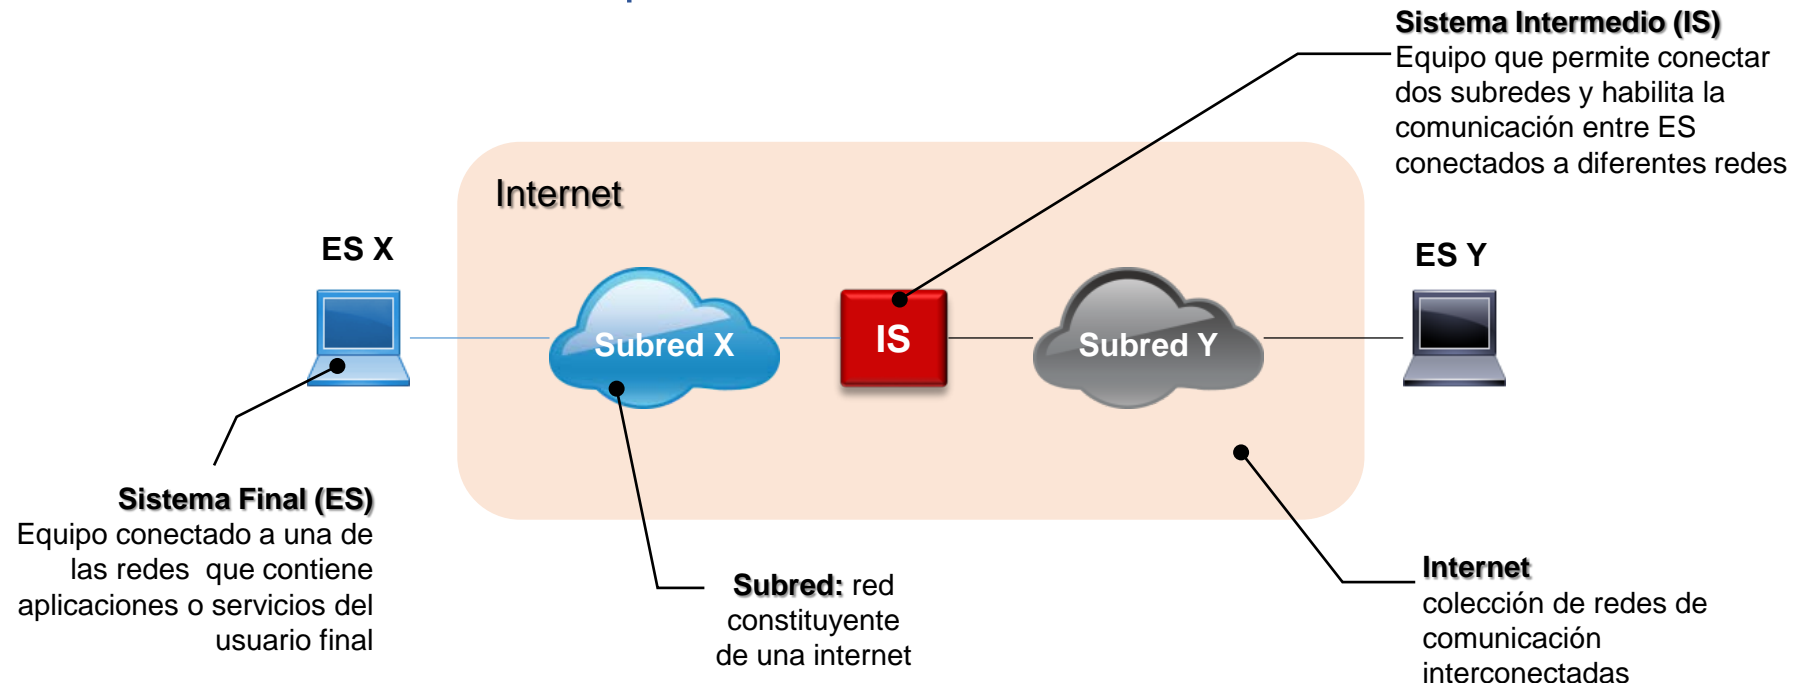 Sistema Intermedio (IS)
Equipo que permite conectar
dos subredes y habilita la
comunicación entre ES
conectados a diferentes redes
Internet
ES X
ES Y
Subred X
IS
Subred Y
Sistema Final (ES)
Equipo conectado a una de
las redes que contiene
aplicaciones o servicios del
usuario final
Subred: red
constituyente
de una internet
Internet
colección de redes de
comunicación
interconectadas